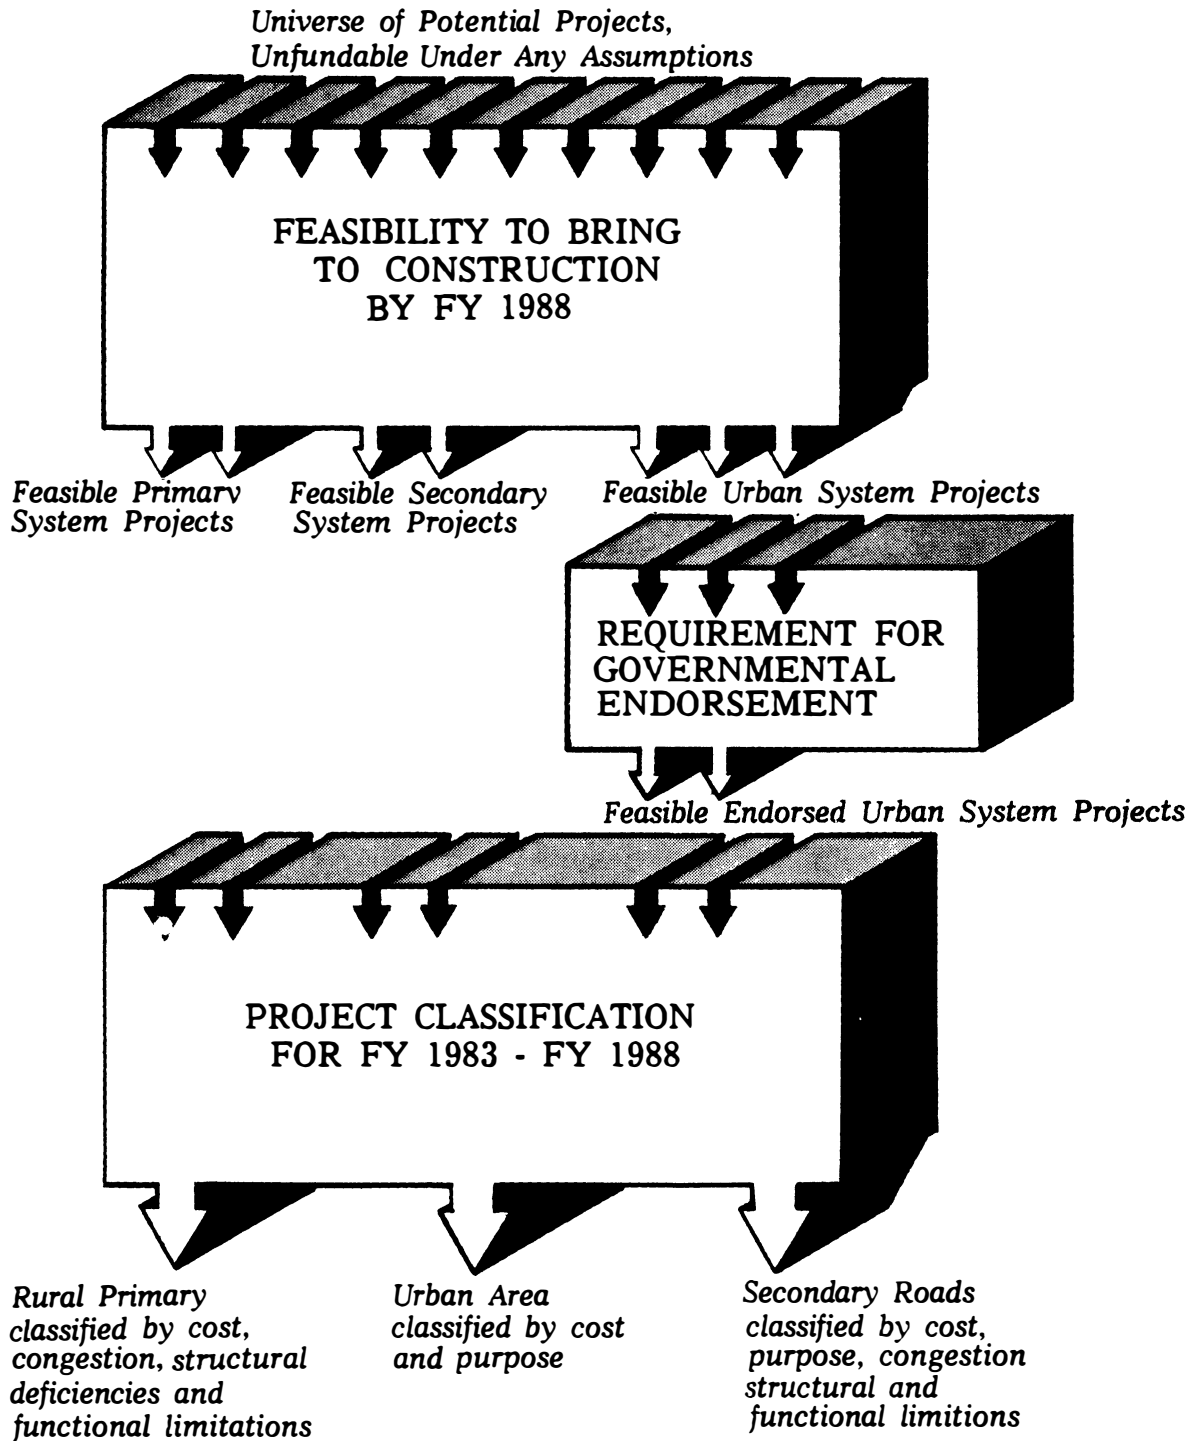 Universe of Potential Projects,
Unfundable Under Any Assumptions
FEASIBILITY TO BRING
TO CONSTRUCTION
BY FY 1988
Feasible Primary
System Projects
Feasible Secondary
System Projects
Feasible Urban System Projects
REQUIREMENT FOR
GOVERNMENTAL
ENDORSEMENT
Feasible Endorsed Urban System Projects
PROJECT CLASSIFICATION
FOR FY 1983 - FY 1988
Rural Primary
classified by cost,
congestion, structural
deficiencies and
functional limitations
Urban Area
classified by cost
and purpose
Secondary Roads
classified by cost,
purpose, congestion
structural and
functional limitions